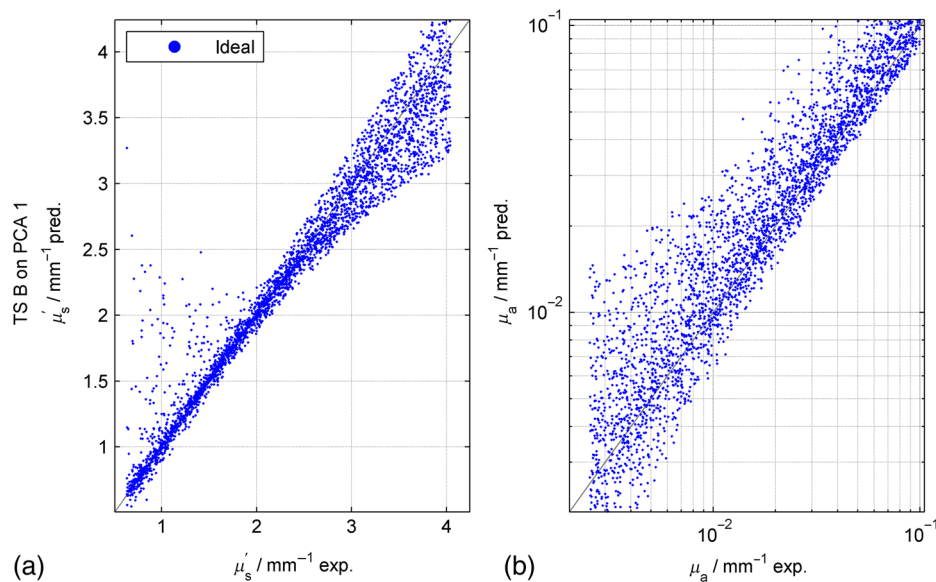 Ideal
TS B on PCA 1
μ's / mm⁻¹ pred.
4
3.5
3
2.5
2
1.5
1
1 2 3 4
μ's / mm⁻¹ exp.
(a)
μa / mm⁻¹ pred.
10⁻¹
10⁻²
10⁻² 10⁻¹
μa / mm⁻¹ exp.
(b)